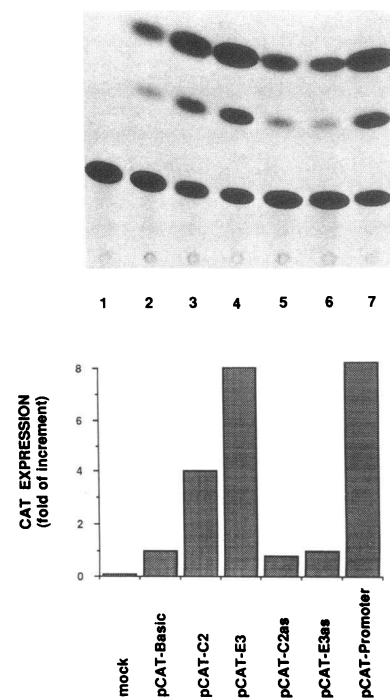 1 2 3 4 5 6 7
CAT EXPRESSION
(fold of increment)
8
6
4
2
0
mock
pCAT-Basic
pCAT-C2
pCAT-E3
pCAT-C2as
pCAT-E3as
pCAT-Promoter